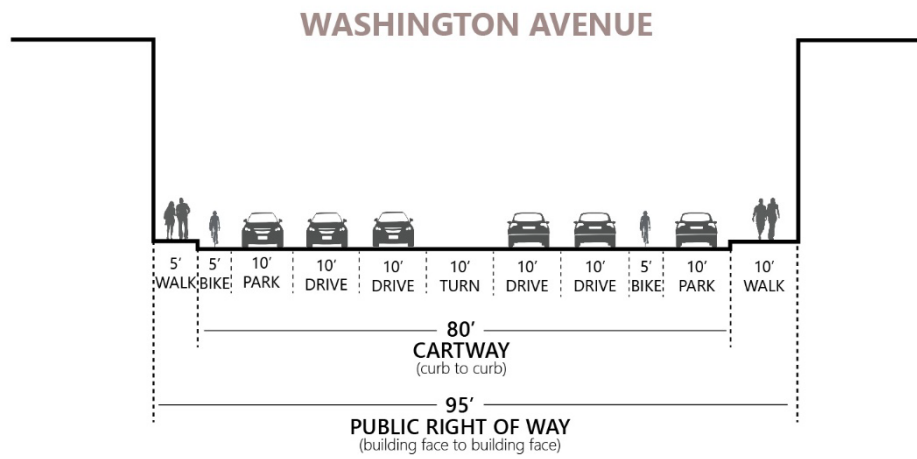 WASHINGTON AVENUE
5’ 5’ 10’ 10’ 10’ 10’ 10’ 10’ 5’ 10’ 10’
WALK BIKE PARK DRIVE DRIVE TURN DRIVE DRIVE BIKE PARK WALK
80’
CARTWAY
(curb to curb)
95’
PUBLIC RIGHT OF WAY
(building face to building face)